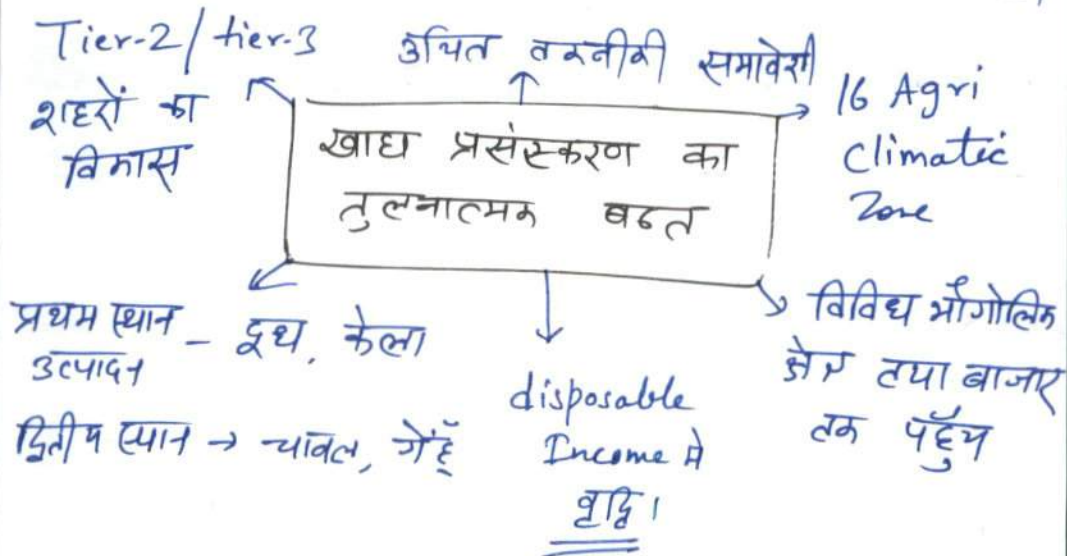 Tier-2/tier-3
शहरों का
विकास
उचित तकनीकी समावेशी
16 Agri
Climatic
Zone
खाद्य प्रसंस्करण का
तुलनात्मक बढत
प्रथम स्थान - दूध, केला
उत्पादन
द्वितीय स्थान → चावल, गेहूँ
disposable
Income मे
वृद्धि।
विविध भौगोलिक
क्षेत्र तथा बाजार
तक पहुँच